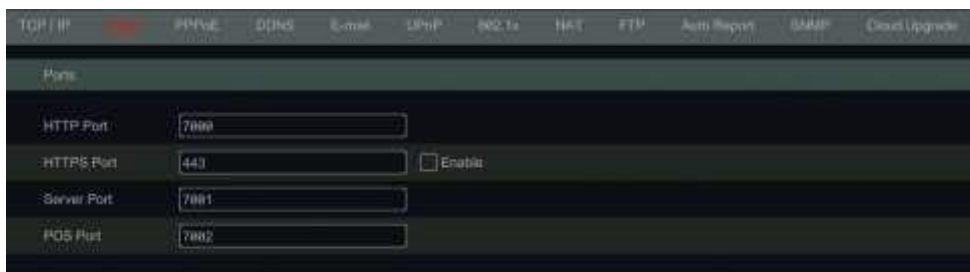 TCP / IP PPPoE DDNS E-mail UPnP 802.1x NAT FTP Auto Report SNMP Cloud Upgrade
Ports
HTTP Port 7000
HTTPS Port 443 Enable
Server Port 7001
POS Port 7002